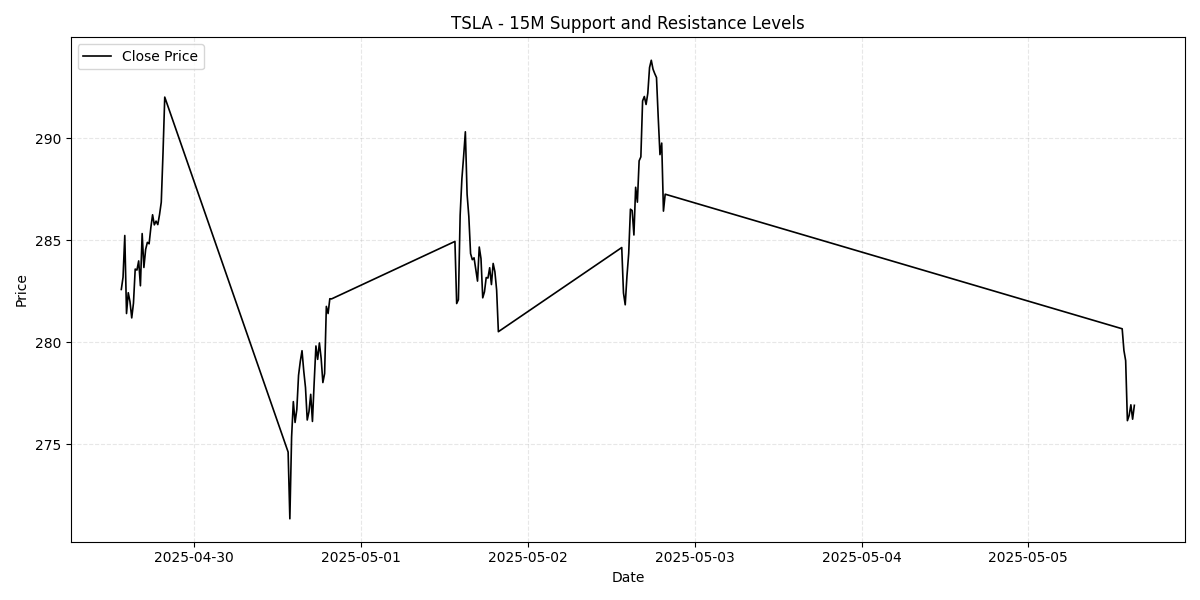 TSLA - 15M Support and Resistance Levels
Close Price
Price
290
285
280
275
2025-04-30 2025-05-01 2025-05-02 2025-05-03 2025-05-04 2025-05-05
Date